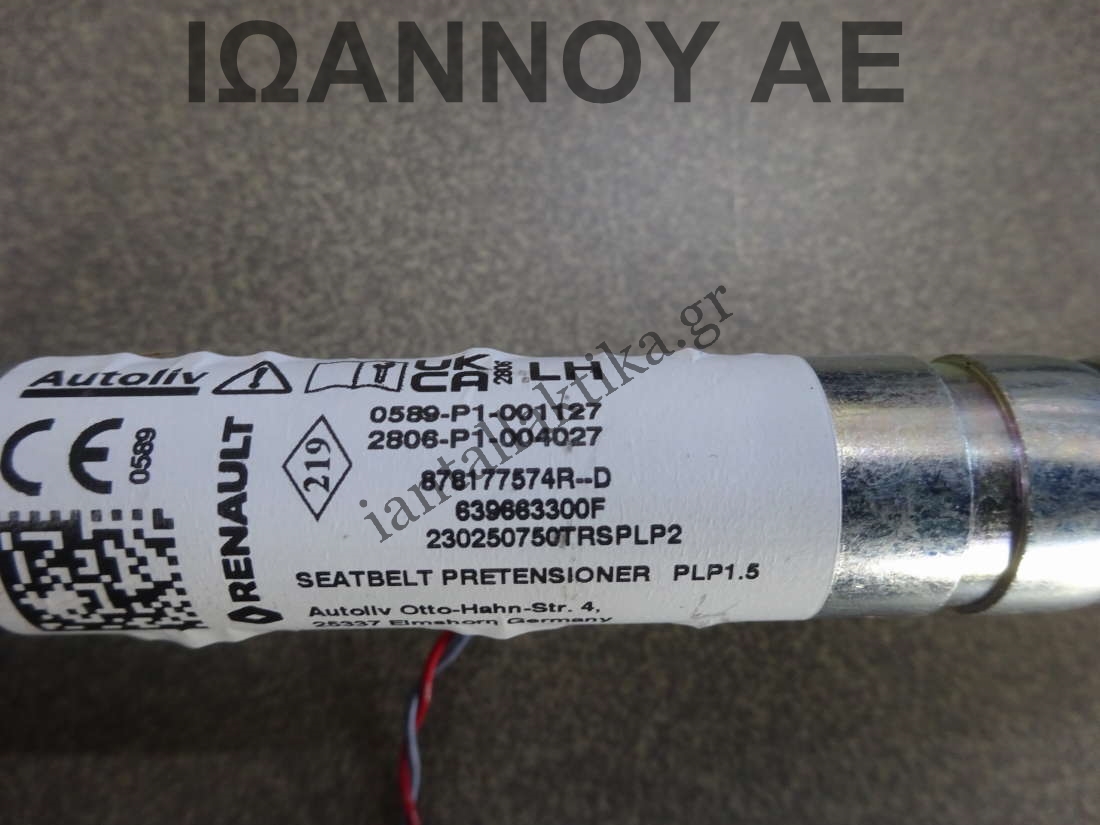 ΙΩΑΝΝΟΥ ΑΕ
iantallaktika.gr
Autoliv
UK
CA
2806
LH
0589-P1-001127
2806-P1-004027
CE
0589
RENAULT
219
878177574R--D
639663300F
230250750TRSPLP2
F
SEATBELT PRETENSIONER PLP1.5
Autoliv Otto-Hahn-Str. 4,
25337 Elmshorn Germany